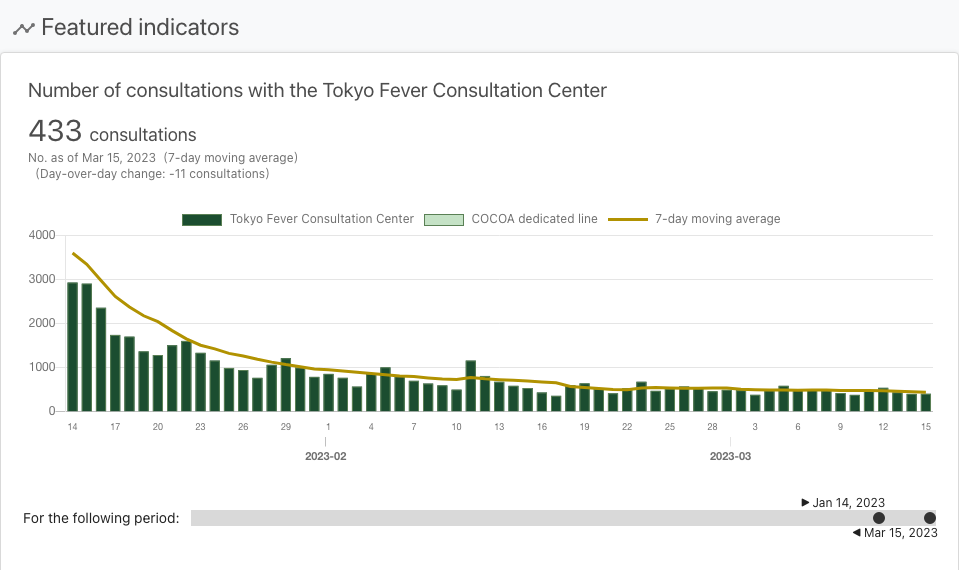 Featured indicators
Number of consultations with the Tokyo Fever Consultation Center
433 consultations
No. as of Mar 15, 2023 (7-day moving average)
(Day-over-day change: -11 consultations)
Tokyo Fever Consultation Center COCOA dedicated line 7-day moving average
4000
3000
2000
1000
0
14 17 20 23 26 29 1 4 7 10 13 16 19 22 25 28 3 6 9 12 15
2023-02 2023-03
▶ Jan 14, 2023
For the following period:
◀ Mar 15, 2023